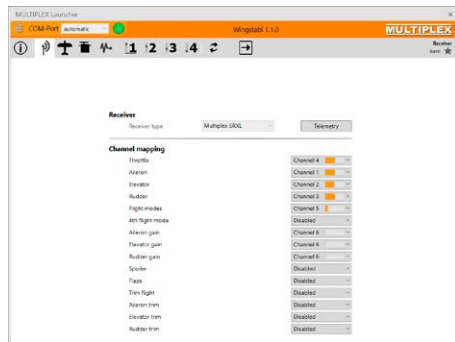 MULTIPLEX Launcher
COM-Port automatic Wingstabi 1.1.0 MULTIPLEX
1 2 3 4 Receiver
basic
Receiver
Receiver type Multiplex SRXL Telemetry
Channel mapping
Throttle Channel 4
Aileron Channel 1
Elevator Channel 2
Rudder Channel 3
Flight modes Channel 5
4th flight mode Disabled
Aileron gain Channel 6
Elevator gain Channel 6
Rudder gain Channel 6
Spoiler Disabled
Flaps Disabled
Trim flight Disabled
Aileron trim Disabled
Elevator trim Disabled
Rudder trim Disabled